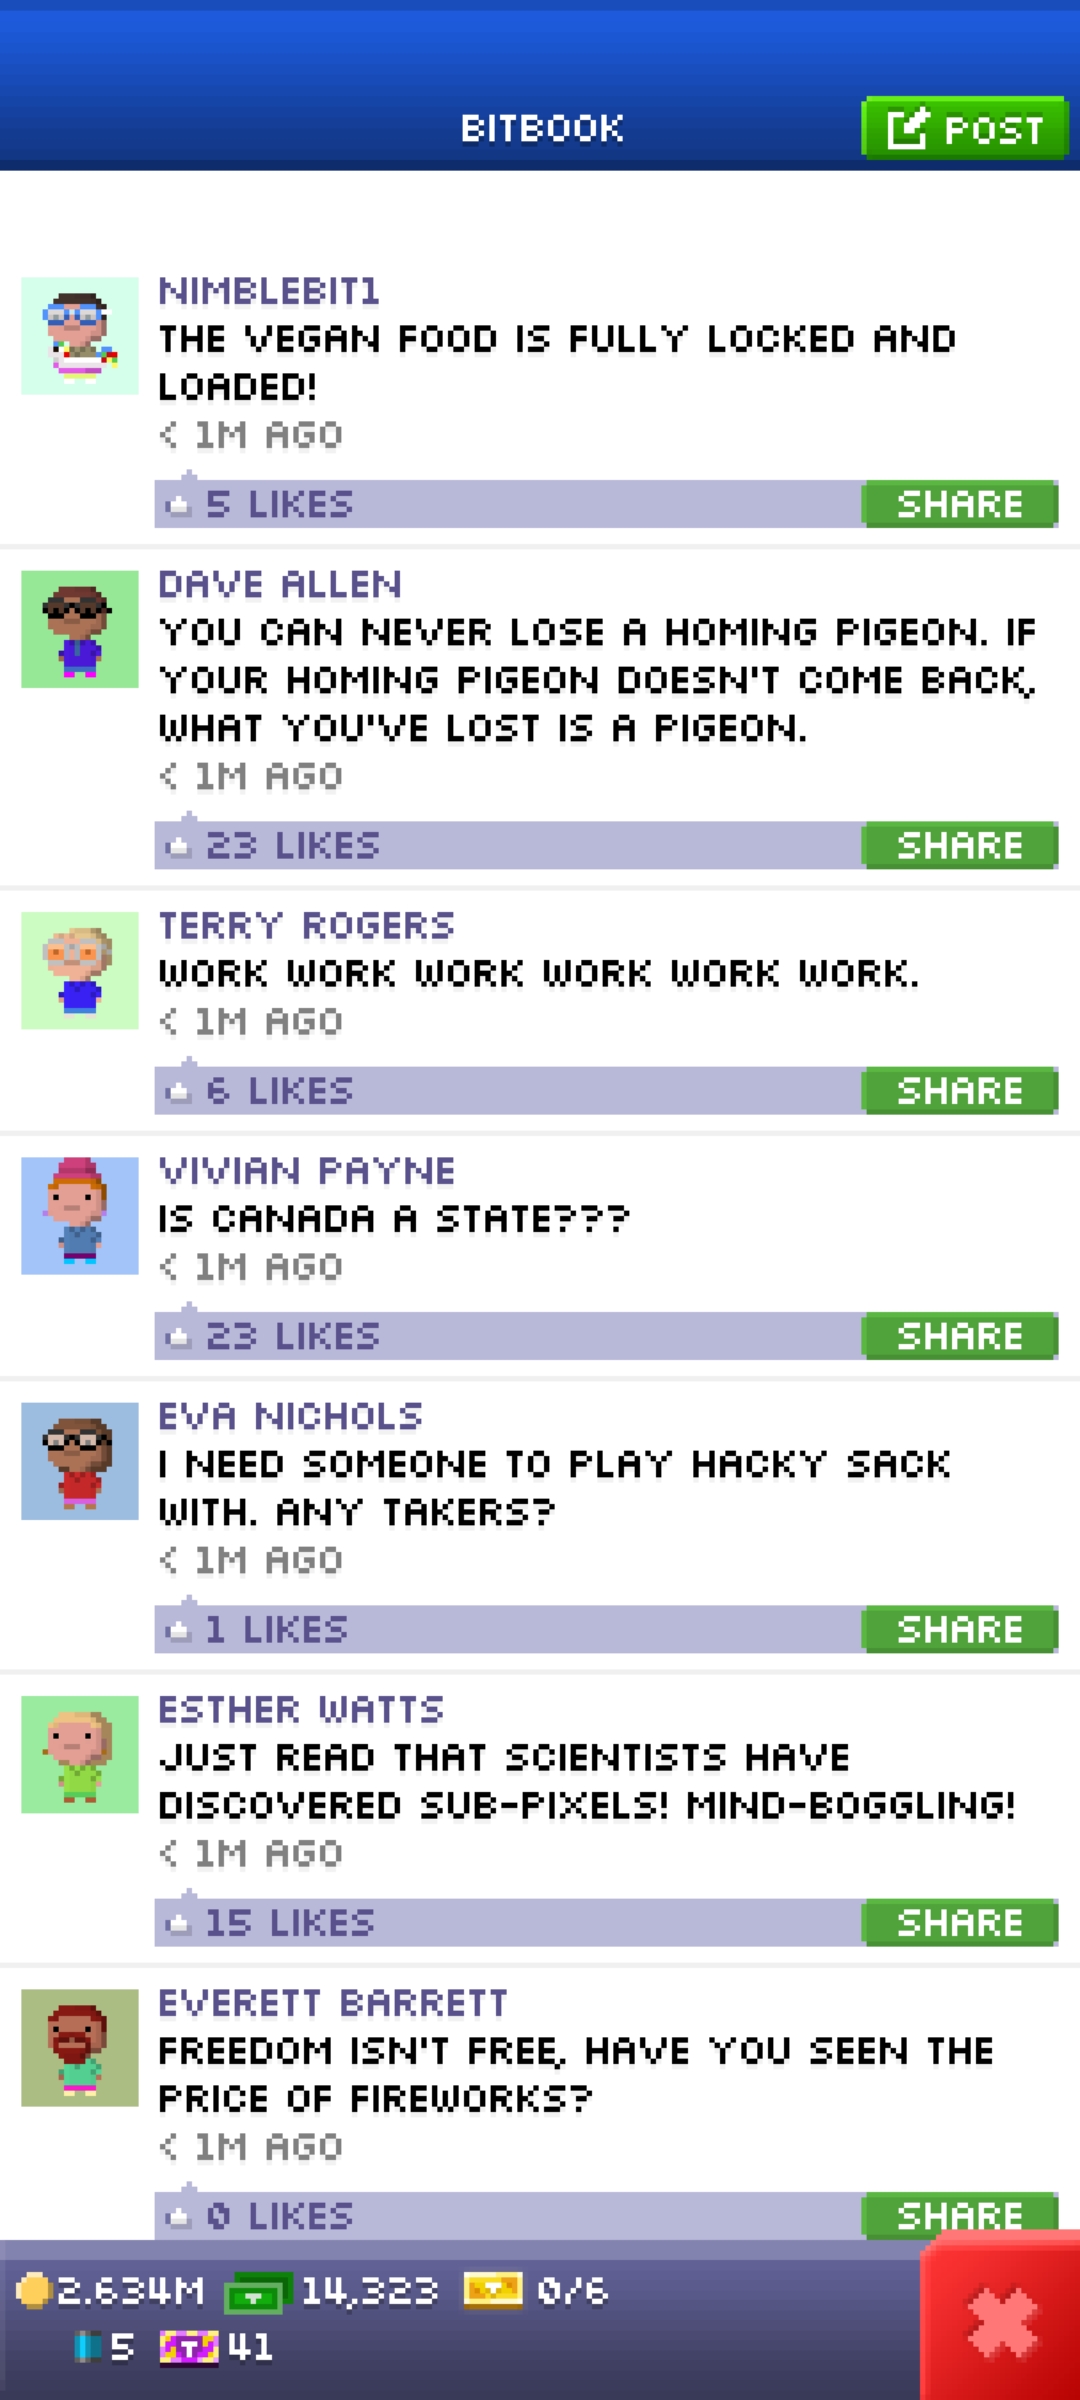 BITBOOK
POST
NIMBLEBIT1
THE VEGAN FOOD IS FULLY LOCKED AND
LOADED!
< 1M AGO
5 LIKES
SHARE
DAVE ALLEN
YOU CAN NEVER LOSE A HOMING PIGEON. IF
YOUR HOMING PIGEON DOESN'T COME BACK,
WHAT YOU'VE LOST IS A PIGEON.
< 1M AGO
23 LIKES
SHARE
TERRY ROGERS
WORK WORK WORK WORK WORK WORK.
< 1M AGO
6 LIKES
SHARE
VIVIAN PAYNE
IS CANADA A STATE???
< 1M AGO
23 LIKES
SHARE
EVA NICHOLS
I NEED SOMEONE TO PLAY HACKY SACK
WITH. ANY TAKERS?
< 1M AGO
1 LIKES
SHARE
ESTHER WATTS
JUST READ THAT SCIENTISTS HAVE
DISCOVERED SUB-PIXELS! MIND-BOGGLING!
< 1M AGO
15 LIKES
SHARE
EVERETT BARRETT
FREEDOM ISN'T FREE, HAVE YOU SEEN THE
PRICE OF FIREWORKS?
< 1M AGO
0 LIKES
SHARE
2.634M 14,323 0/6
5 T 41